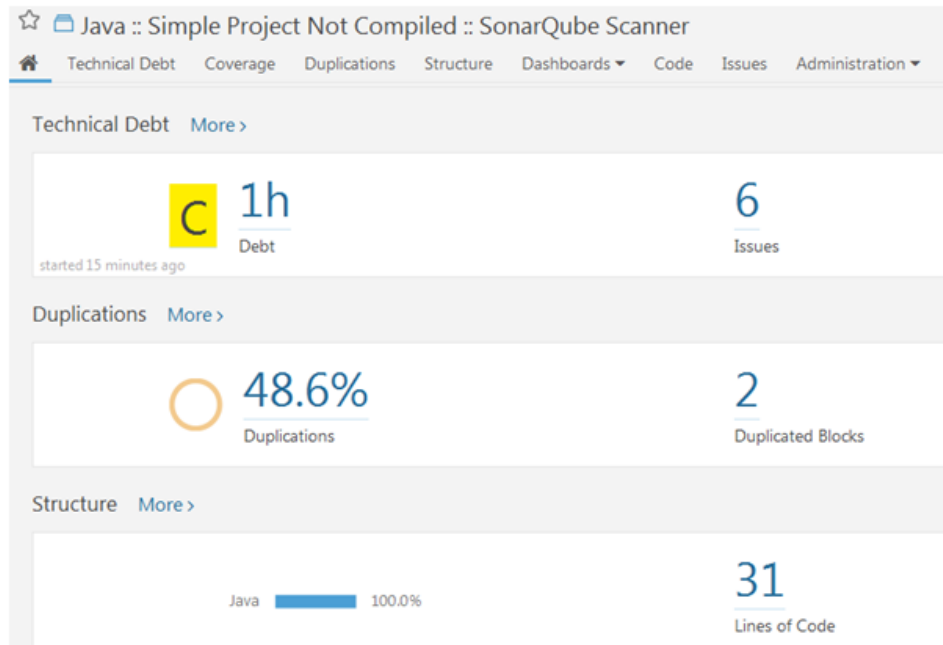 Java :: Simple Project Not Compiled :: SonarQube Scanner
Technical Debt Coverage Duplications Structure Dashboards Code Issues Administration
Technical Debt More >
C 1h 6
Debt Issues
started 15 minutes ago
Duplications More >
48.6% 2
Duplications Duplicated Blocks
Structure More >
31
Java 100.0%
Lines of Code